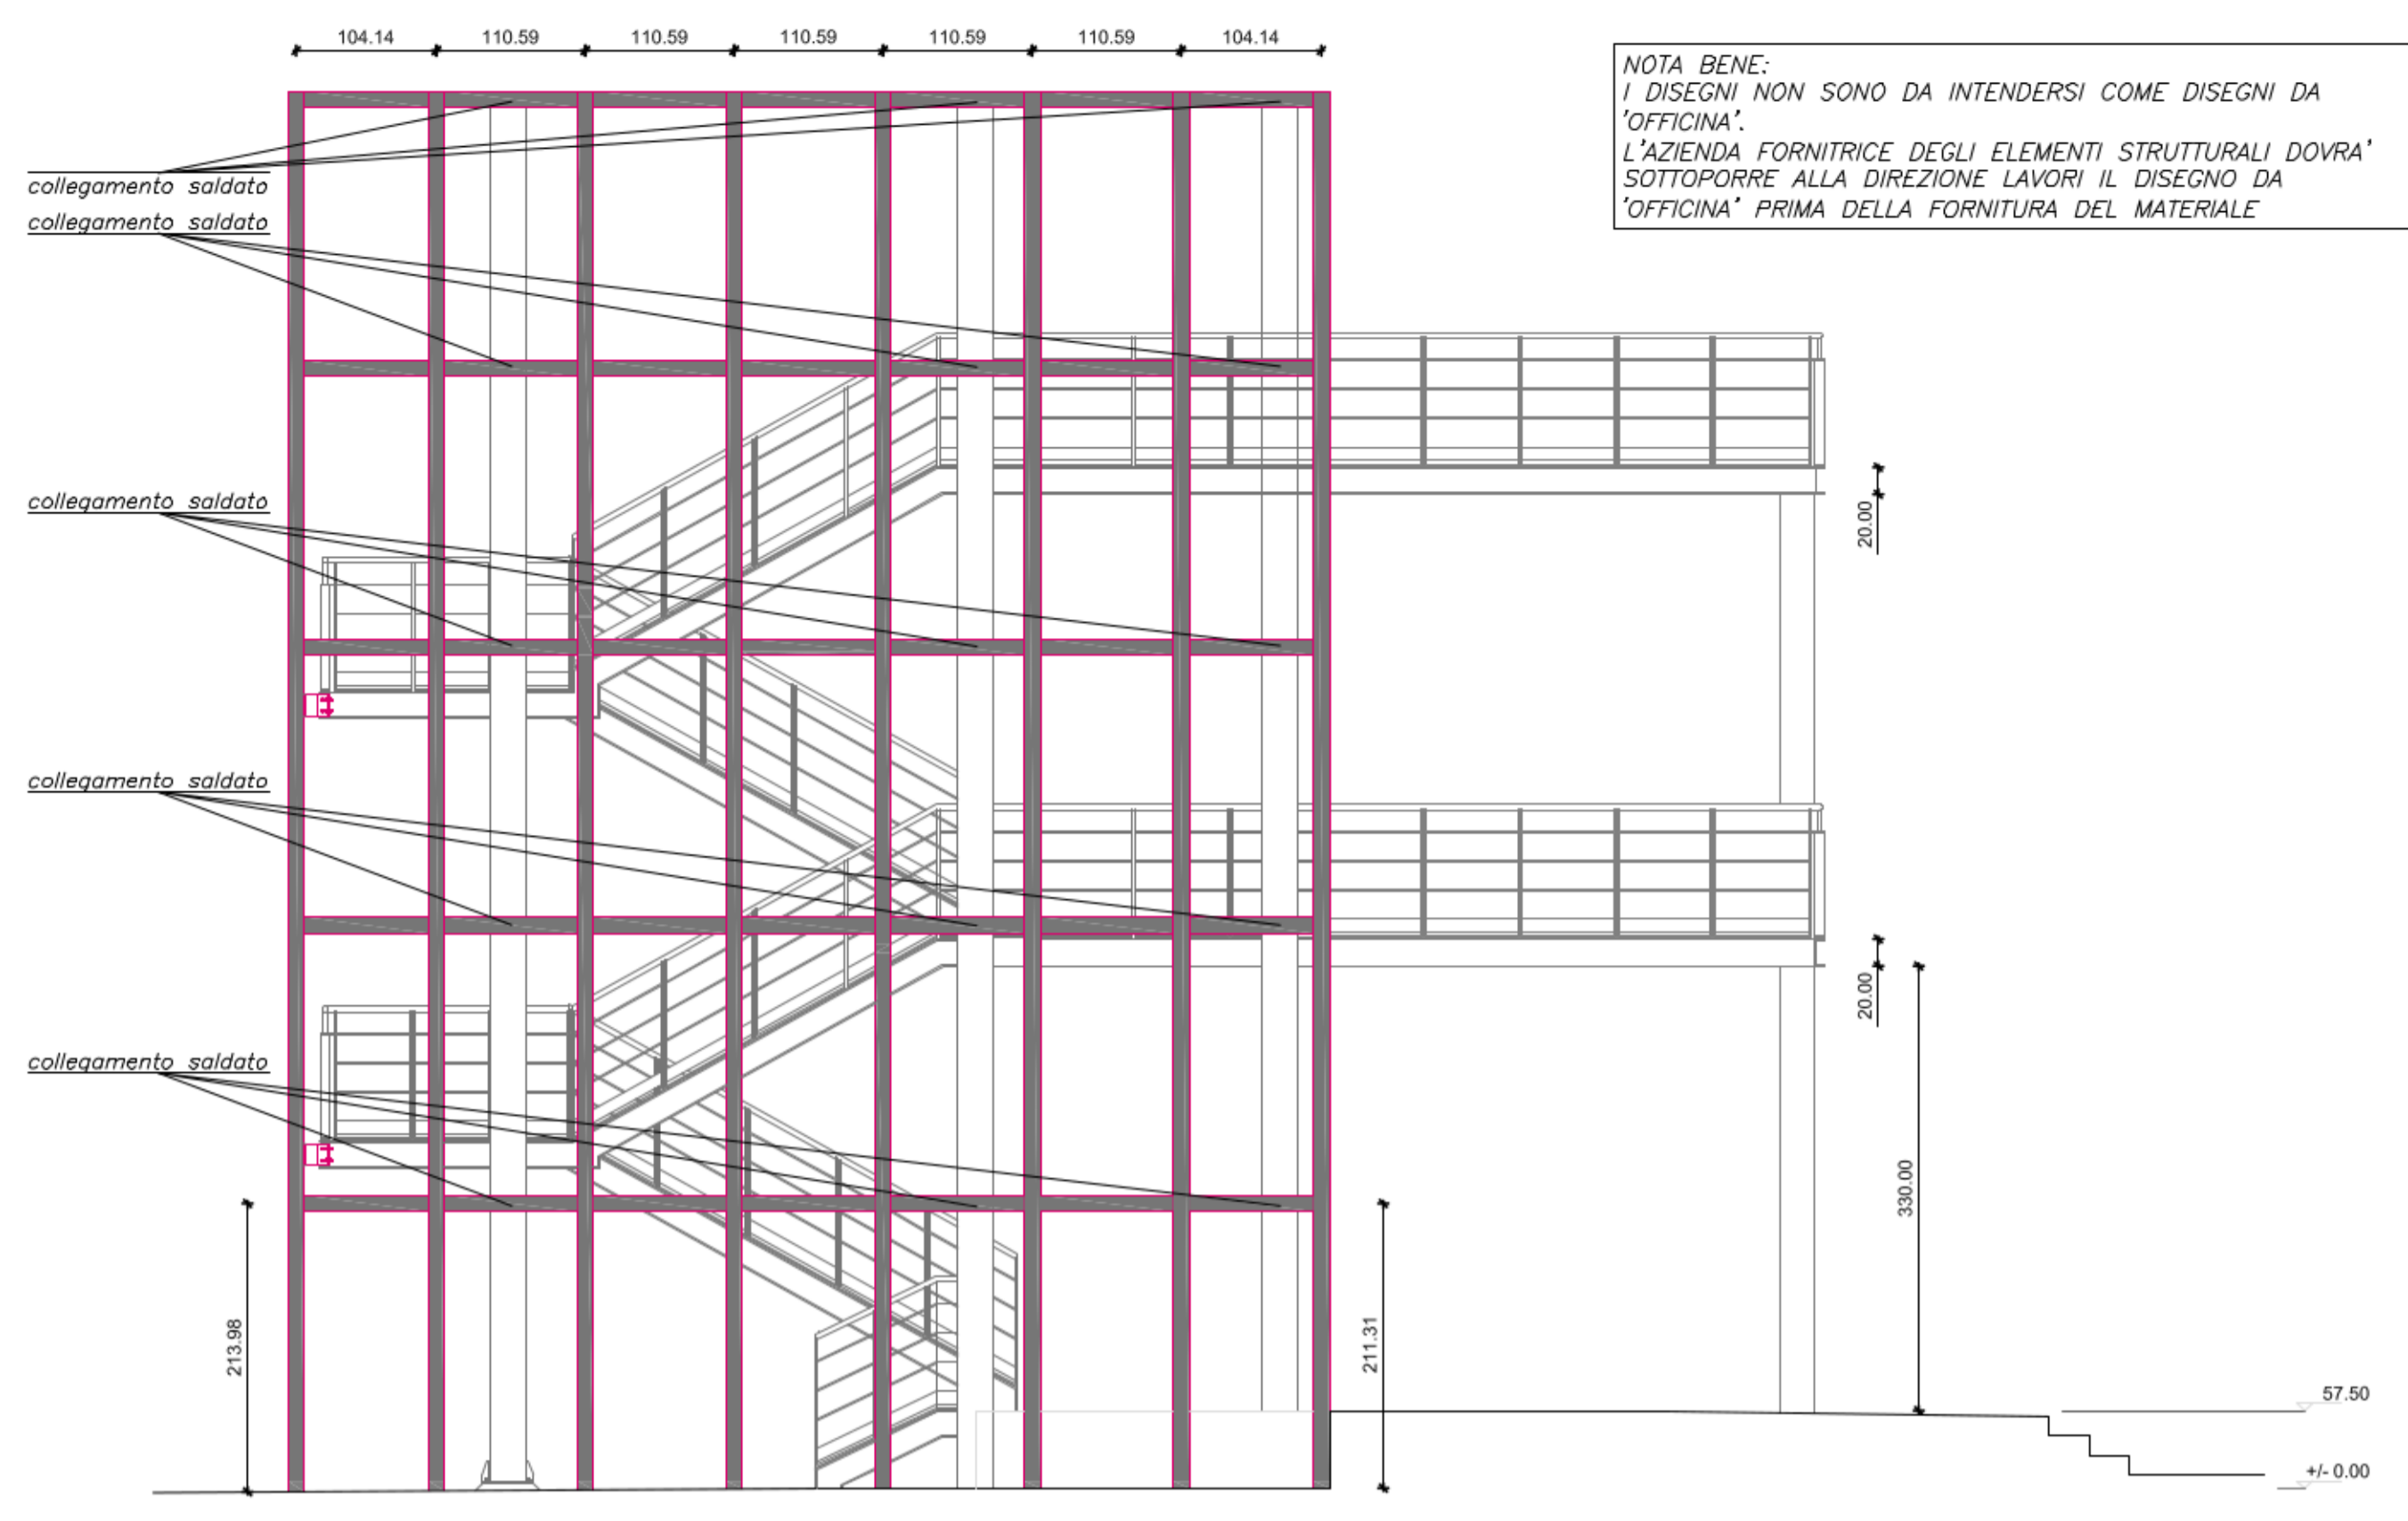 104.14 110.59 110.59 110.59 110.59 110.59 104.14
NOTA BENE:
I DISEGNI NON SONO DA INTENDERSI COME DISEGNI DA
'OFFICINA'.
L'AZIENDA FORNITRICE DEGLI ELEMENTI STRUTTURALI DOVRA'
SOTTOPORRE ALLA DIREZIONE LAVORI IL DISEGNO DA
'OFFICINA' PRIMA DELLA FORNITURA DEL MATERIALE
collegamento saldato
collegamento saldato
collegamento saldato
20.00
collegamento saldato
20.00
collegamento saldato
330.00
213.98
211.31
57.50
+/- 0.00